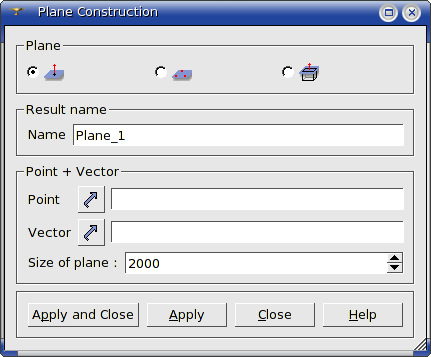 Plane Construction
Plane
Result name
Name Plane_1
Point + Vector
Point
Vector
Size of plane : 2000
Apply and Close Apply Close Help